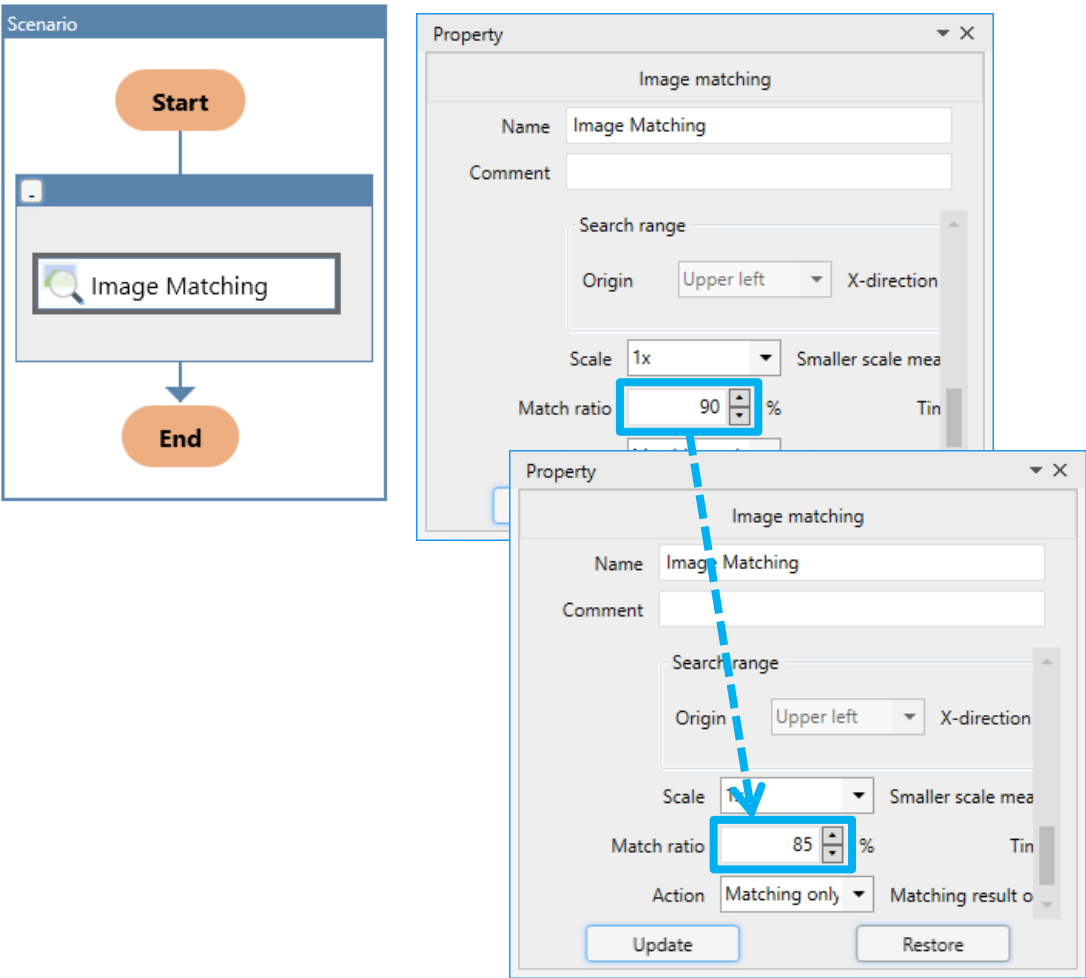 Scenario
Start
-
Image Matching
End
Property
Image matching
Name Image Matching
Comment
Search range
Origin Upper left X-direction
Scale 1x Smaller scale mea
Match ratio 90 % Tin
Property
Image matching
Name Image Matching
Comment
Search range
Origin Upper left X-direction
Scale 1x Smaller scale mea
Match ratio 85 % Tin
Action Matching only Matching result o
Update Restore